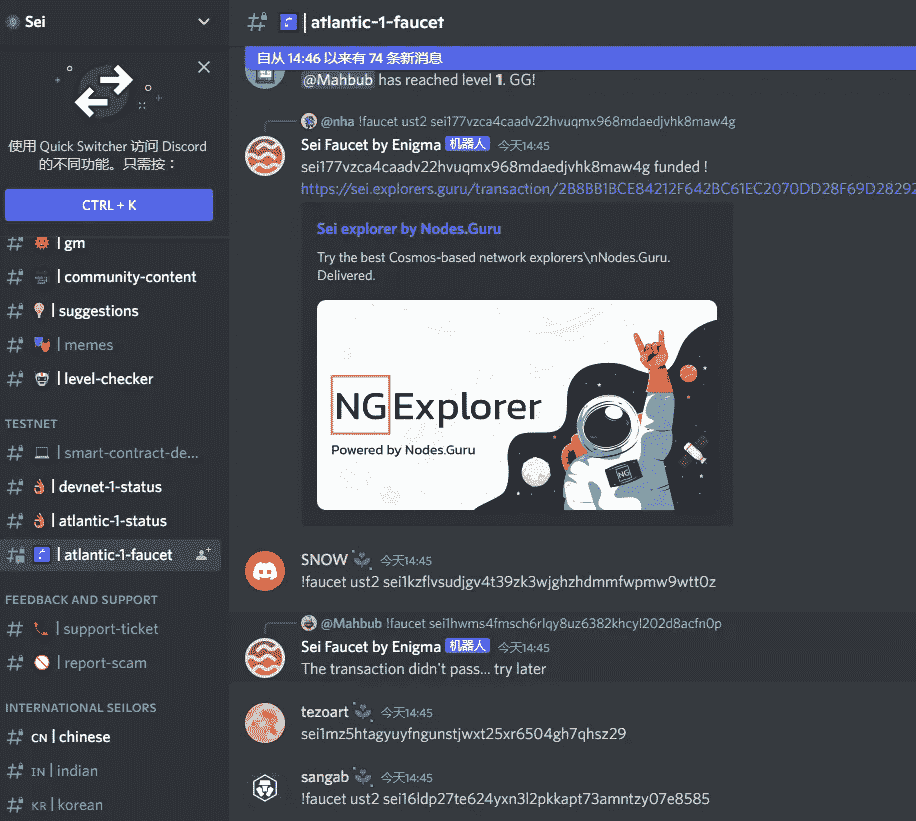 Sei
| atlantic-1-faucet
使用 Quick Switcher 访问 Discord
的不同功能。只需按：
CTRL + K
| gm
| community-content
| suggestions
| memes
| level-checker
TESTNET
| smart-contract-de...
| devnet-1-status
| atlantic-1-status
| atlantic-1-faucet
FEEDBACK AND SUPPORT
| support-ticket
| report-scam
INTERNATIONAL SEILORS
CN | chinese
IN | indian
KR | korean
自从 14:46 以来有 74 条新消息
@Mahbub has reached level 1. GG!
@nha !faucet ust2 sei177vzca4caadv22hvuqmx968mdaedjvhk8maw4g
Sei Faucet by Enigma 机器人 今天14:45
sei177vzca4caadv22hvuqmx968mdaedjvhk8maw4g funded !
https://sei.explorers.guru/transaction/2B8BB1BCE84212F642BC61EC2070DD28F69D28292
Sei explorer by Nodes.Guru
Try the best Cosmos-based network explorers\nNodes.Guru.
Delivered.
NG Explorer
Powered by Nodes.Guru
NG
SNOW 今天14:45
!faucet ust2 sei1kzflvsudjgv4t39zk3wjghzhdmmfwpmw9wtt0z
@Mahbub !faucet sei1hwms4fmsch6rlqy8uz6382khcyl202d8acfn0p
Sei Faucet by Enigma 机器人 今天14:45
The transaction didn't pass... try later
tezoart 今天14:45
sei1mz5htagyuyfngunstjwxt25xr6504gh7qhsz29
sangab 今天14:45
!faucet ust2 sei16ldp27te624yxn3l2pkkapt73amntzy07e8585